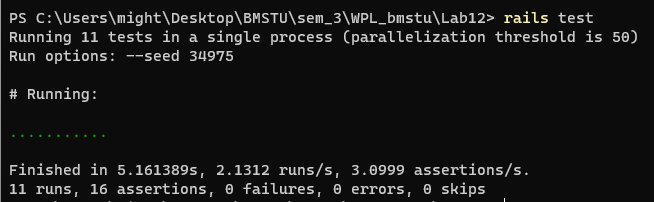 PS C:\Users\might\Desktop\BMSTU\sem_3\WPL_bmstu\Lab12> rails test
Running 11 tests in a single process (parallelization threshold is 50)
Run options: --seed 34975
# Running:
...........
Finished in 5.161389s, 2.1312 runs/s, 3.0999 assertions/s.
11 runs, 16 assertions, 0 failures, 0 errors, 0 skips